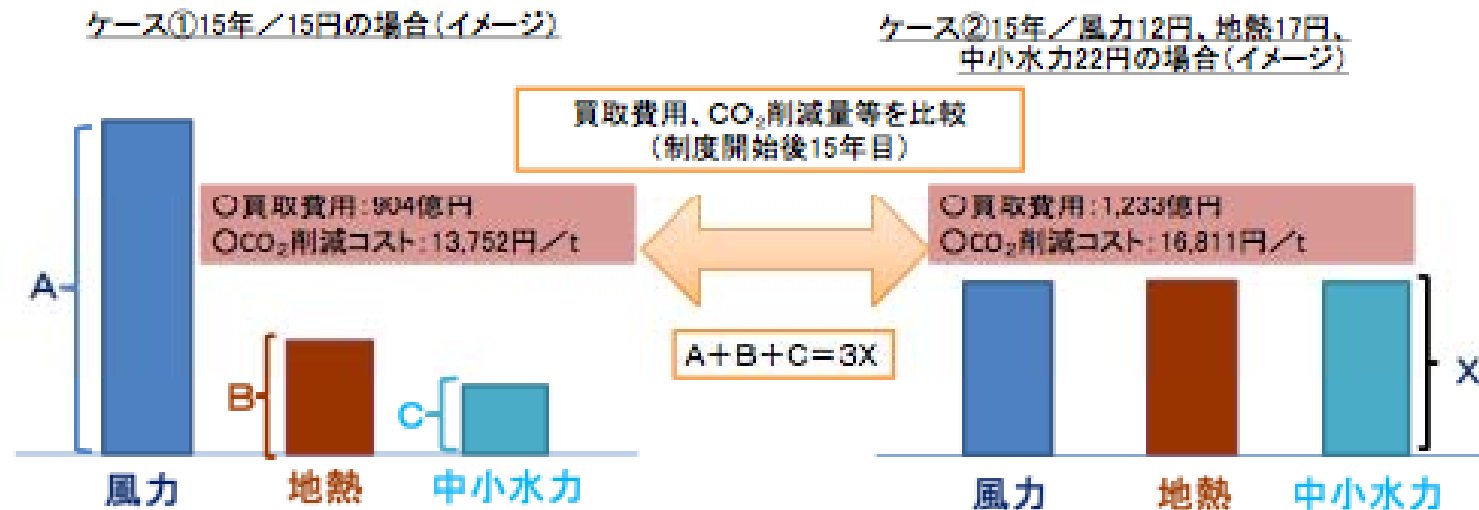 ケース①15年／15円の場合(イメージ)
ケース②15年／風力12円、地熱17円、
中小水力22円の場合(イメージ)
買取費用、CO₂削減量等を比較
(制度開始後15年目)
○買取費用：904億円
○CO₂削減コスト：13,752円／t
○買取費用：1,233億円
○CO₂削減コスト：16,811円／t
A
B
C
A＋B＋C＝3X
X
風力
地熱
中小水力
風力
地熱
中小水力